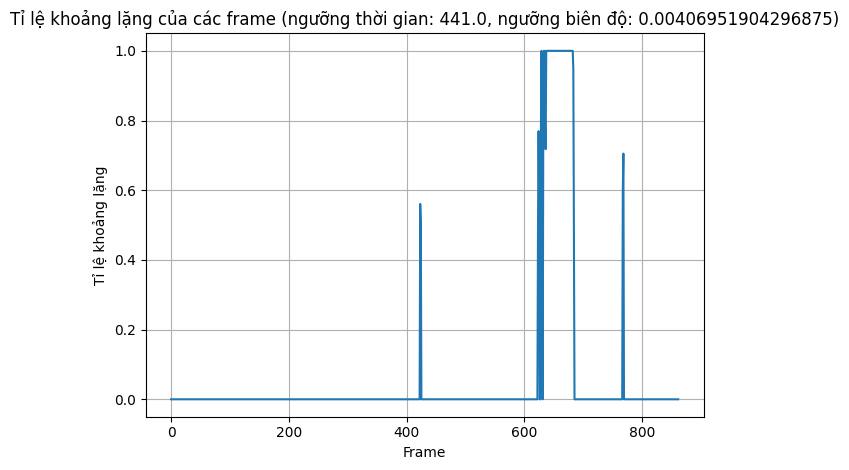 Tỉ lệ khoảng lặng của các frame (ngưỡng thời gian: 441.0, ngưỡng biên độ: 0.00406951904296875)
1.0
0.8
0.6
0.4
0.2
0.0
Tỉ lệ khoảng lặng
0 200 400 600 800
Frame